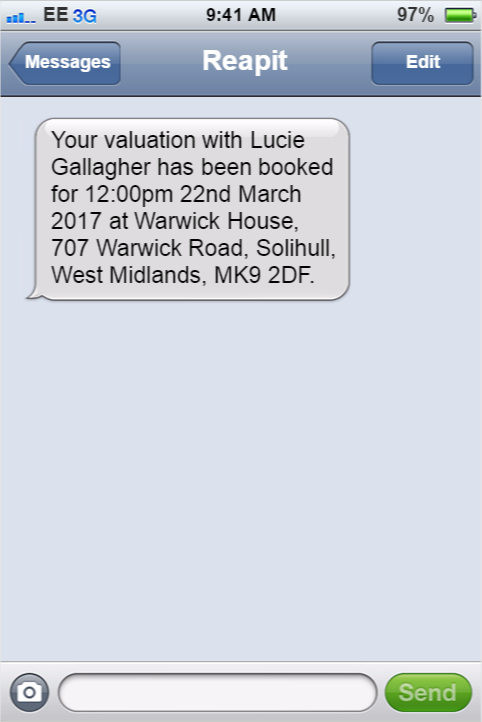 EE 3G 9:41 AM 97%
Messages Reapit Edit
Your valuation with Lucie
Gallagher has been booked
for 12:00pm 22nd March
2017 at Warwick House,
707 Warwick Road, Solihull,
West Midlands, MK9 2DF.
Send